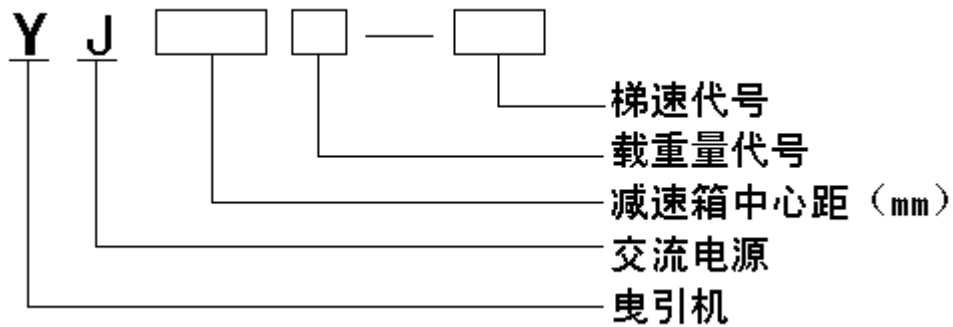 Y J —
梯速代号
载重量代号
减速箱中心距（mm）
交流电源
曳引机